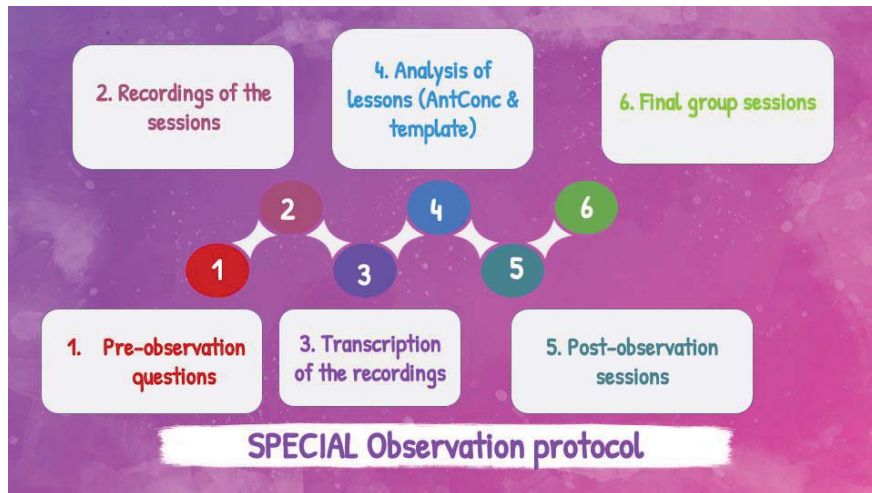 2. Recordings of the
sessions
4. Analysis of
lessons (AntConc &
template)
6. Final group sessions
2
4
6
1
3
5
1. Pre-observation
questions
3. Transcription
of the recordings
5. Post-observation
sessions
SPECIAL Observation protocol